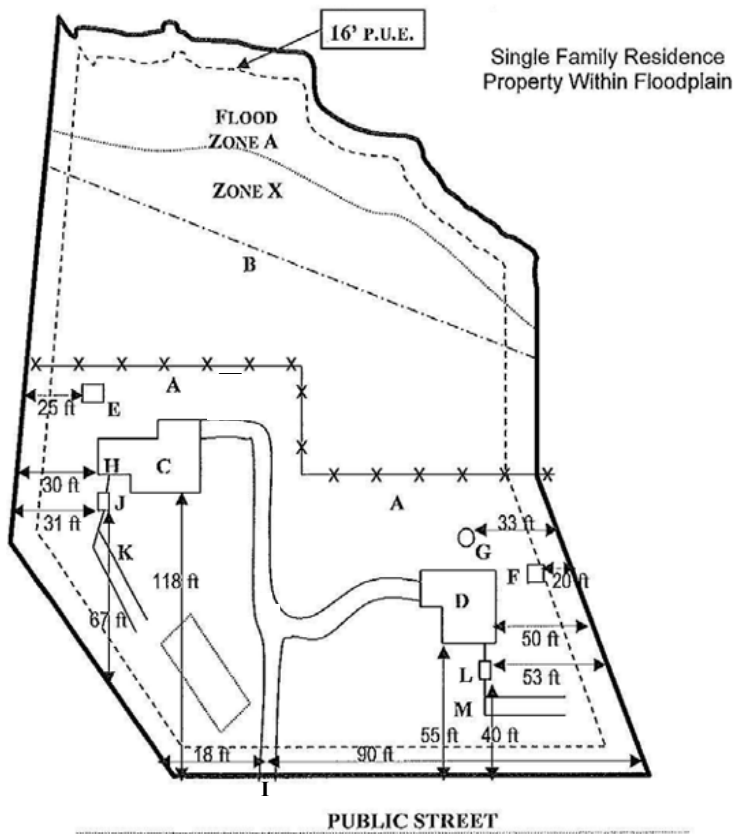 16' P.U.E.
Single Family Residence
Property Within Floodplain
FLOOD
ZONE A
ZONE X
B
A
25 ft
E
H
C
30 ft
J
31 ft
K
118 ft
67 ft
A
33 ft
G
F
20 ft
D
50 ft
L
53 ft
M
55 ft
40 ft
18 ft
90 ft
I
PUBLIC STREET